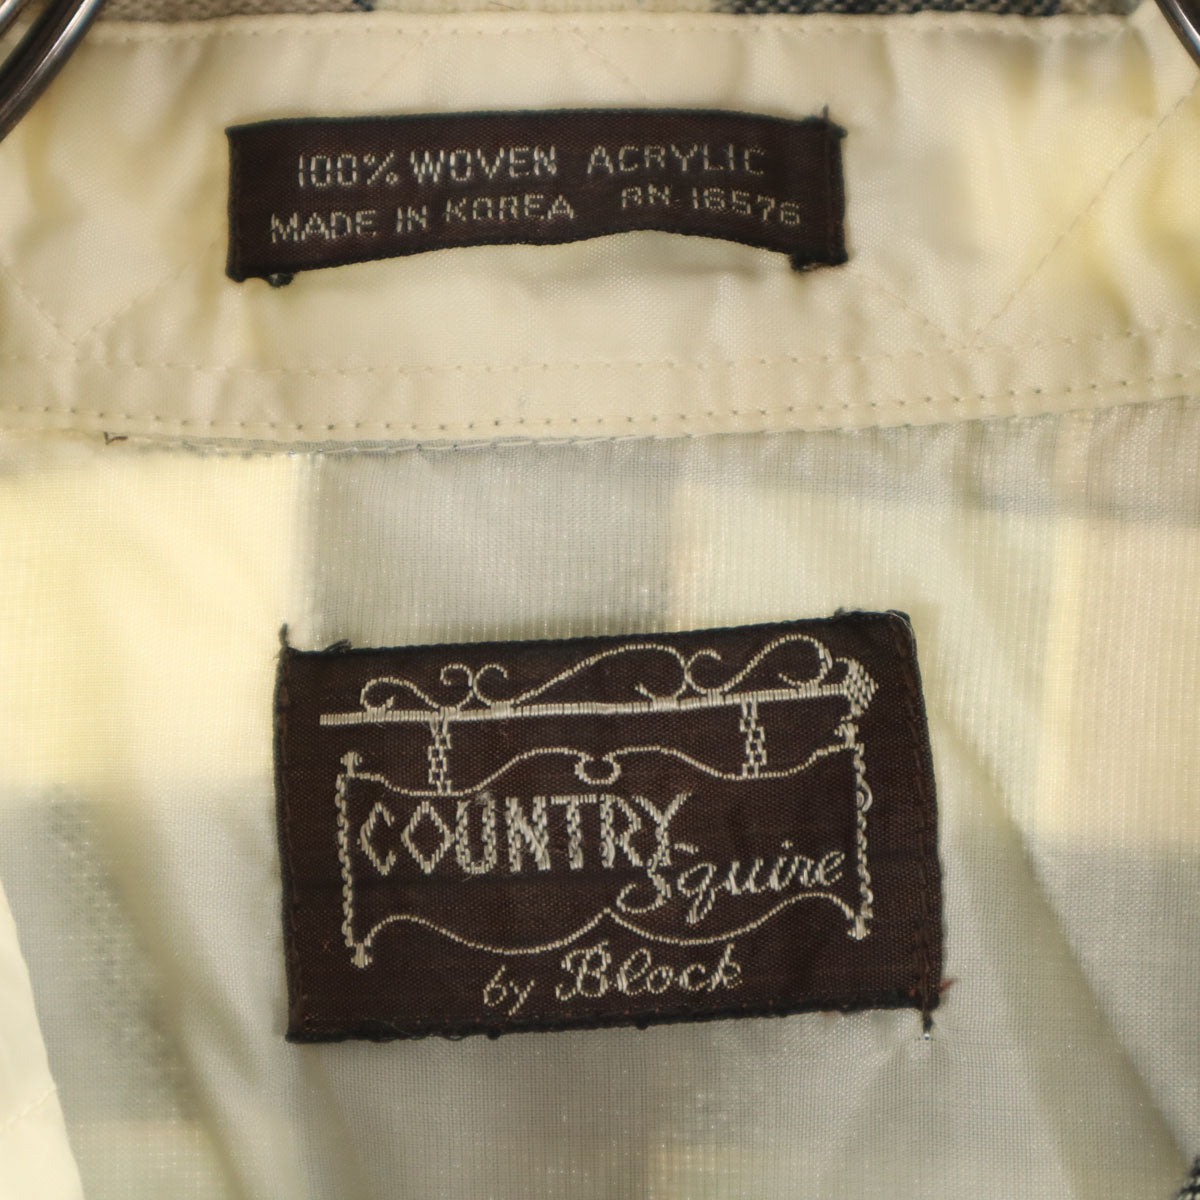 100% WOVEN ACRYLIC
MADE IN KOREA RN 16576
COUNTRY
Squire
by Block